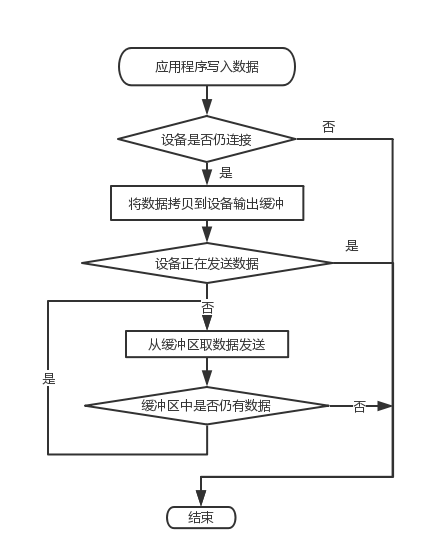 应用程序写入数据
否
设备是否仍连接
是
将数据拷贝到设备输出缓冲
是
设备正在发送数据
否
从缓冲区取数据发送
是
缓冲区中是否仍有数据
否
结束